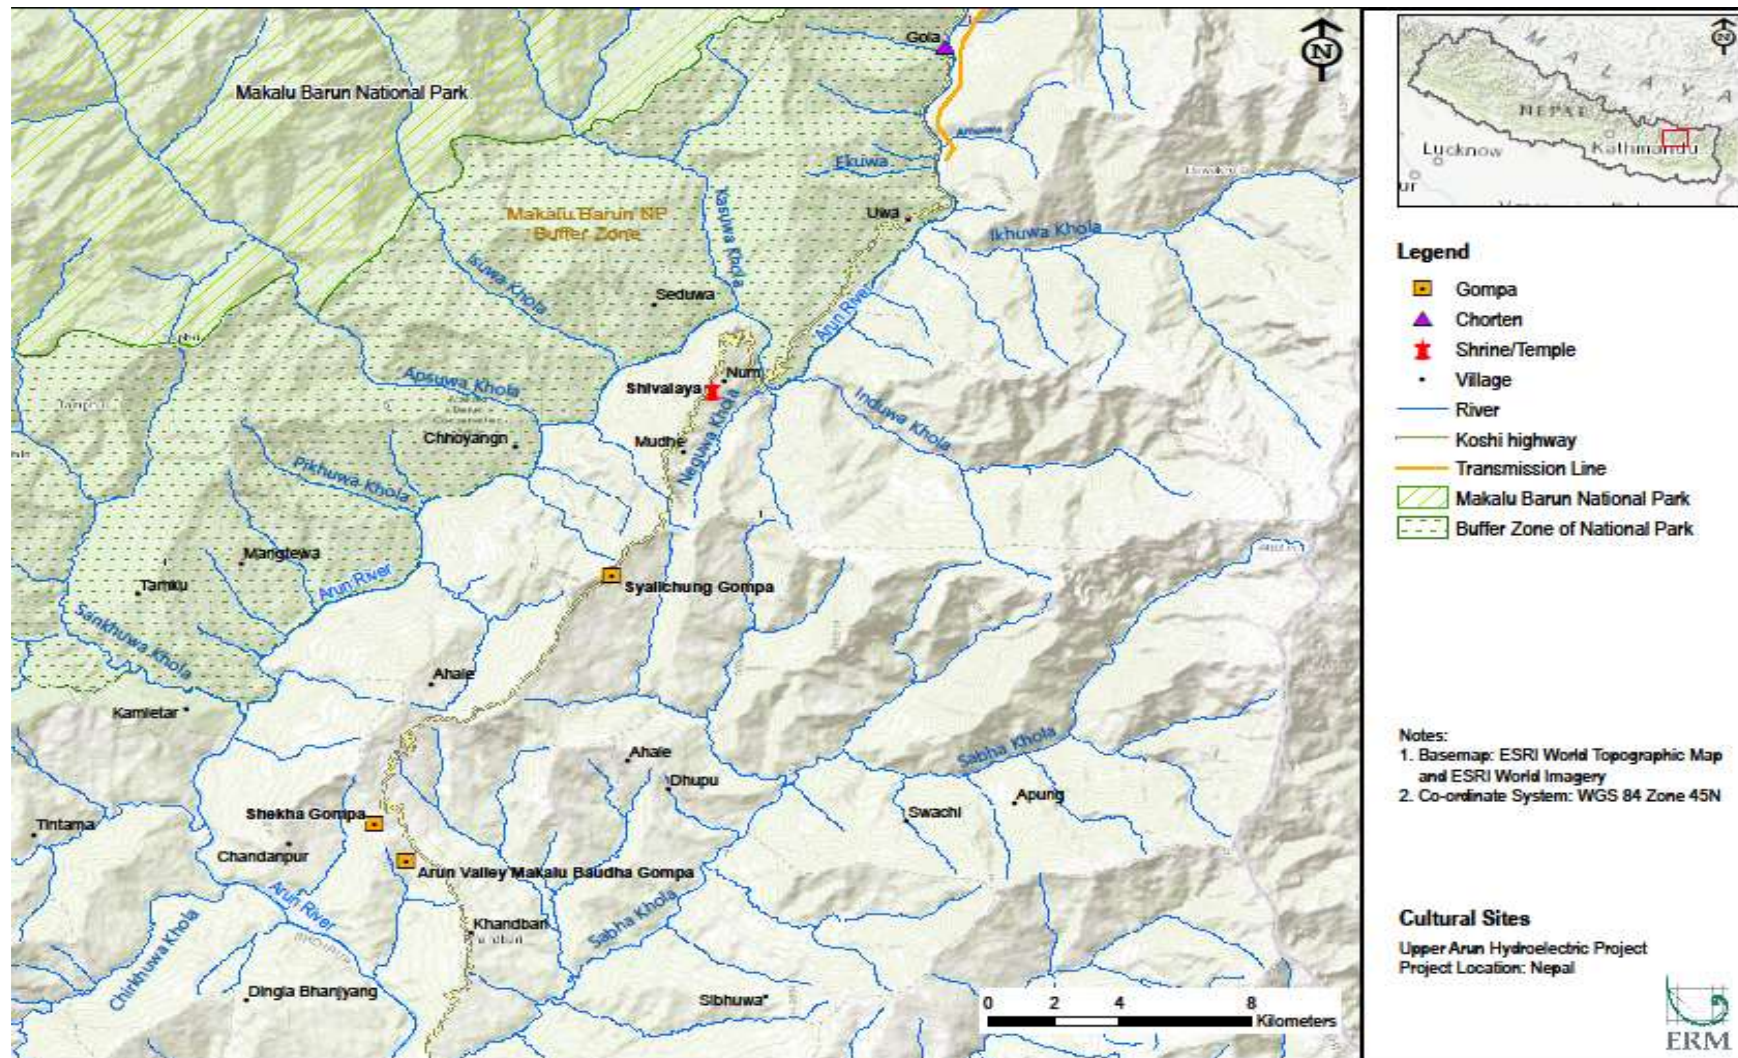 Gola
Makalu Barun National Park
Ekuwa
Makalu Barun NP
Buffer Zone
Kasuwa Khola
Uwa
Ikhuwa Khola
Isuwa Khola
Seduwa
Arun River
Num
Shivalaya
Apsuwa Khola
Induwa Khola
Chhoyangn
Mudhe
Neguwa Khola
Pikhuwa Khola
Mangtewa
Tamku
Arun River
Syalichung Gompa
Sankhuwa Khola
Ahale
Kamletar
Ahale
Sabha Khola
Dhupu
Apung
Shekha Gompa
Swachi
Tintama
Chandanpur
Arun Valley Makalu Baudha Gompa
Arun River
Khandbari
Sabha Khola
Chirkhuwa Khola
Dingla Bhanjyang
Sibhuwa
0 2 4 8
Kilometers
N
N
M A L A Y A
NEPAL
Lucknow
Kathmandu
ur
Legend
Gompa
Chorten
Shrine/Temple
Village
River
Koshi highway
Transmission Line
Makalu Barun National Park
Buffer Zone of National Park
Notes:
1. Basemap: ESRI World Topographic Map
and ESRI World Imagery
2. Co-ordinate System: WGS 84 Zone 45N
Cultural Sites
Upper Arun Hydroelectric Project
Project Location: Nepal
ERM